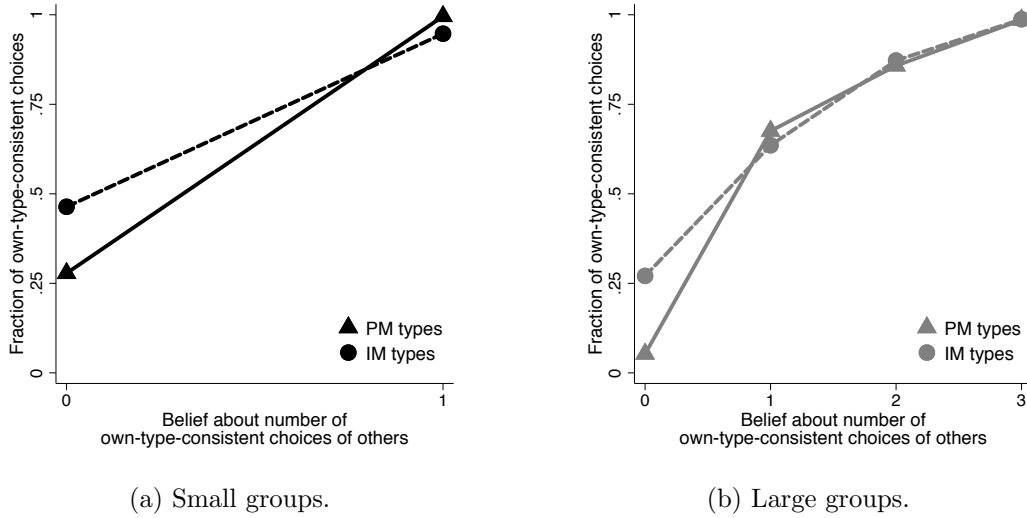 Fraction of own-type-consistent choices
1
.75
.5
.25
0
PM types
IM types
0 1
Belief about number of
own-type-consistent choices of others
(a) Small groups.
Fraction of own-type-consistent choices
1
.75
.5
.25
0
PM types
IM types
0 1 2 3
Belief about number of
own-type-consistent choices of others
(b) Large groups.